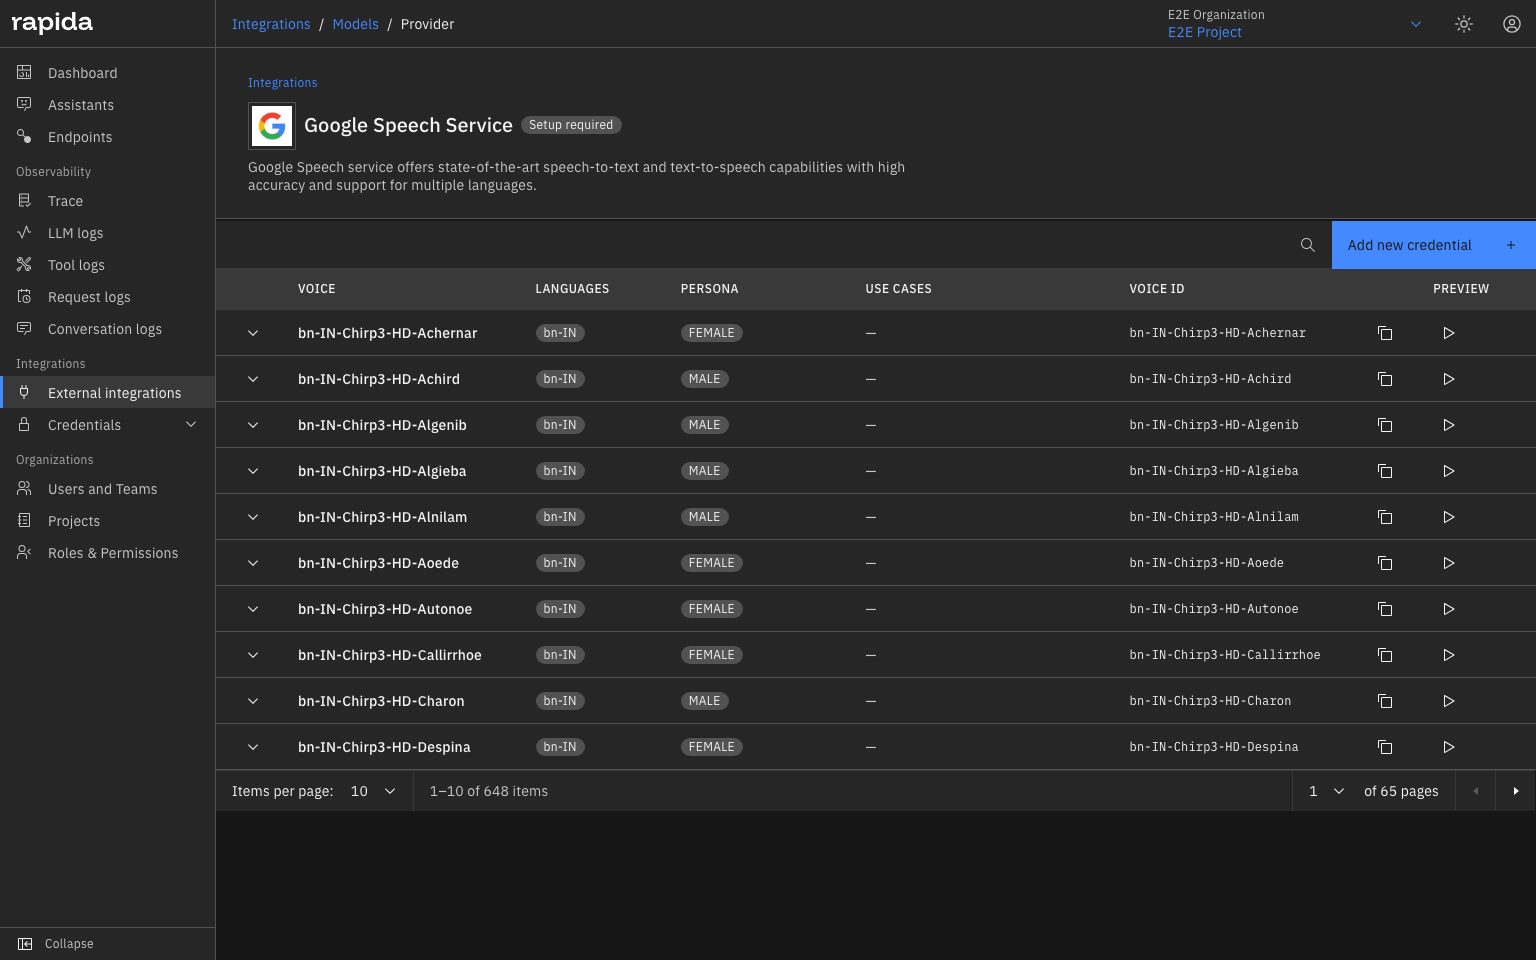 rapida
Integrations / Models / Provider
E2E Organization
E2E Project
Dashboard
Assistants
Endpoints
Observability
Trace
LLM logs
Tool logs
Request logs
Conversation logs
Integrations
External integrations
Credentials
Organizations
Users and Teams
Projects
Roles & Permissions
Collapse
Integrations
Google Speech Service Setup required
Google Speech service offers state-of-the-art speech-to-text and text-to-speech capabilities with high
accuracy and support for multiple languages.
Add new credential +
VOICE LANGUAGES PERSONA USE CASES VOICE ID PREVIEW
bn-IN-Chirp3-HD-Achernar bn-IN FEMALE — bn-IN-Chirp3-HD-Achernar
bn-IN-Chirp3-HD-Achird bn-IN MALE — bn-IN-Chirp3-HD-Achird
bn-IN-Chirp3-HD-Algenib bn-IN MALE — bn-IN-Chirp3-HD-Algenib
bn-IN-Chirp3-HD-Algieba bn-IN MALE — bn-IN-Chirp3-HD-Algieba
bn-IN-Chirp3-HD-Alnilam bn-IN MALE — bn-IN-Chirp3-HD-Alnilam
bn-IN-Chirp3-HD-Aoede bn-IN FEMALE — bn-IN-Chirp3-HD-Aoede
bn-IN-Chirp3-HD-Autonoe bn-IN FEMALE — bn-IN-Chirp3-HD-Autonoe
bn-IN-Chirp3-HD-Callirrhoe bn-IN FEMALE — bn-IN-Chirp3-HD-Callirrhoe
bn-IN-Chirp3-HD-Charon bn-IN MALE — bn-IN-Chirp3-HD-Charon
bn-IN-Chirp3-HD-Despina bn-IN FEMALE — bn-IN-Chirp3-HD-Despina
Items per page: 10 1–10 of 648 items 1 of 65 pages